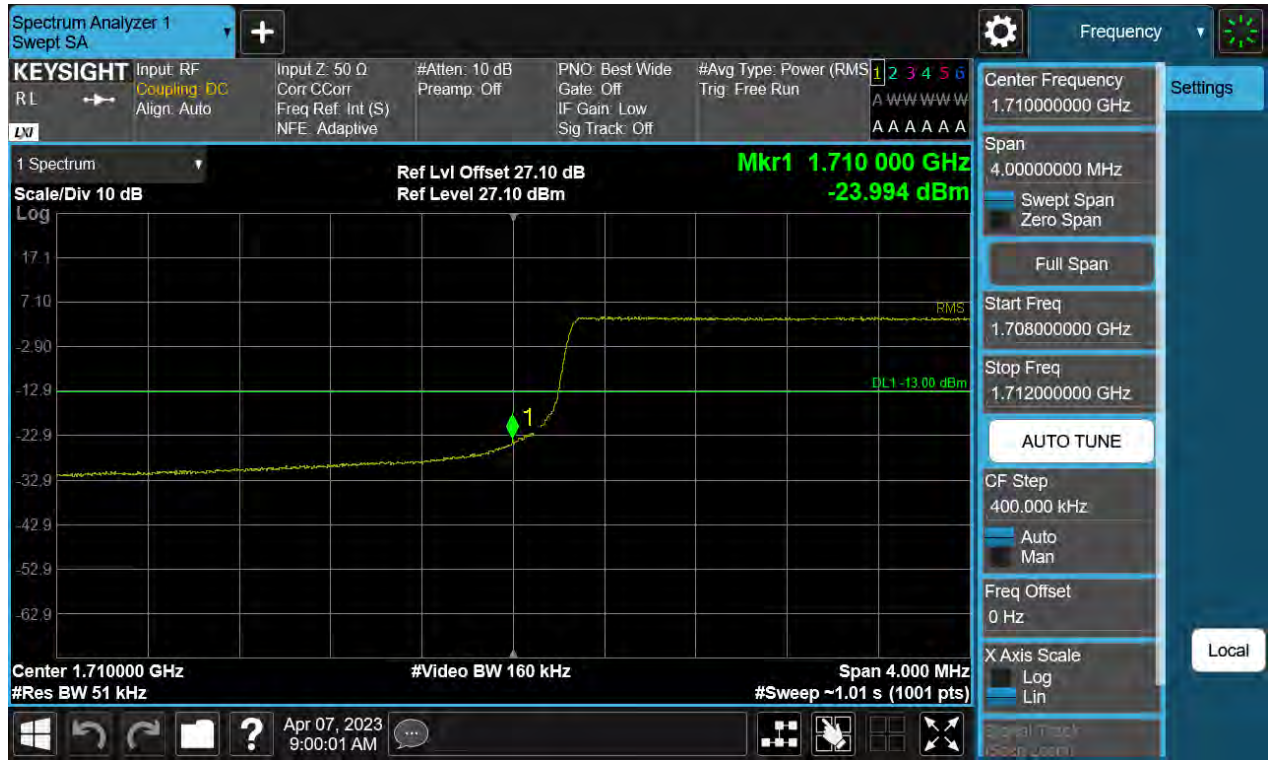 Spectrum Analyzer 1
Swept SA
Frequency
KEYSIGHT
RL
LXI
Input: RF
Coupling: DC
Align: Auto
Input Z: 50 Ω
Corr CCorr
Freq Ref: Int (S)
NFE: Adaptive
#Atten: 10 dB
Preamp: Off
PNO: Best Wide
Gate: Off
IF Gain: Low
Sig Track: Off
#Avg Type: Power (RMS
Trig: Free Run
1 2 3 4 5 6
A W W W W W
A A A A A A
1 Spectrum
Scale/Div 10 dB
Log
Ref Lvl Offset 27.10 dB
Ref Level 27.10 dBm
Mkr1 1.710 000 GHz
-23.994 dBm
17.1
7.10
-2.90
-12.9
-22.9
-32.9
-42.9
-52.9
-62.9
RMS
DL1 -13.00 dBm
1
Center 1.710000 GHz
#Res BW 51 kHz
#Video BW 160 kHz
Span 4.000 MHz
#Sweep ~1.01 s (1001 pts)
Center Frequency
1.710000000 GHz
Settings
Span
4.00000000 MHz
Swept Span
Zero Span
Full Span
Start Freq
1.708000000 GHz
Stop Freq
1.712000000 GHz
AUTO TUNE
CF Step
400.000 kHz
Auto
Man
Freq Offset
0 Hz
X Axis Scale
Log
Lin
Local
Signal Track
(Span Zoom)
?
Apr 07, 2023
9:00:01 AM